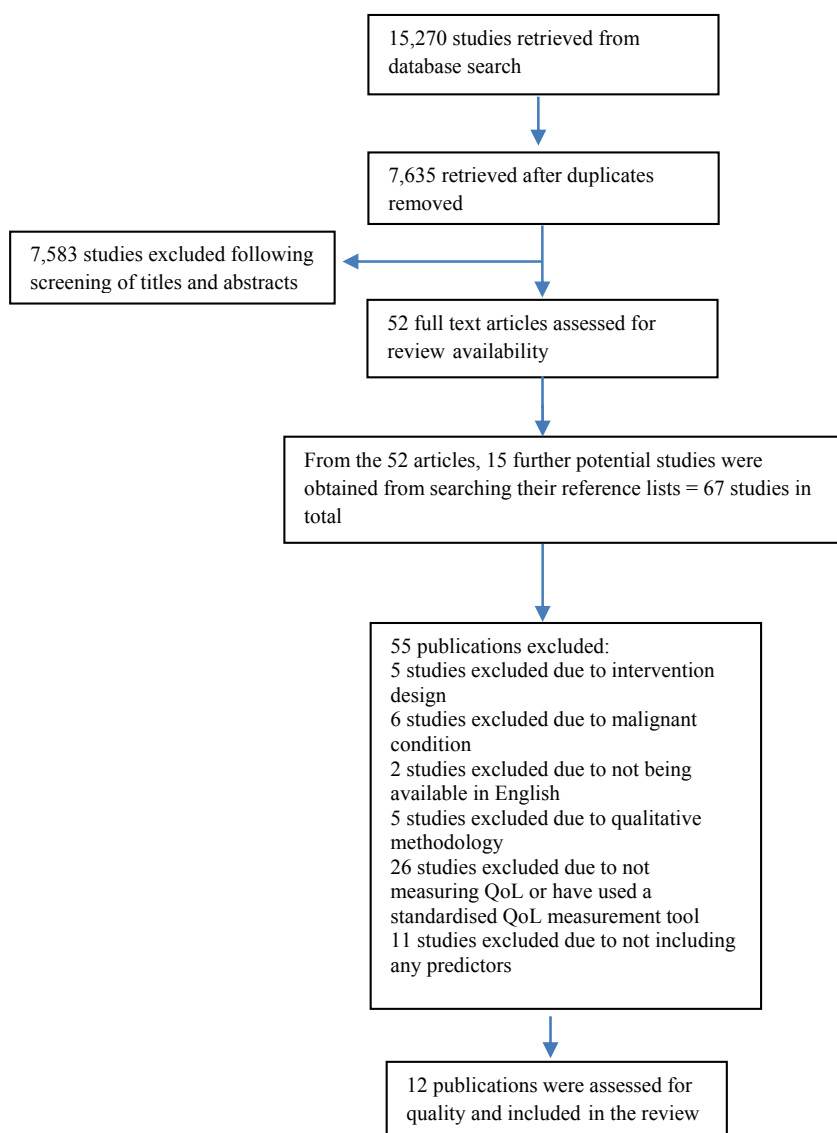 15,270 studies retrieved from
database search
7,635 retrieved after duplicates
removed
7,583 studies excluded following
screening of titles and abstracts
52 full text articles assessed for
review availability
From the 52 articles, 15 further potential studies were
obtained from searching their reference lists = 67 studies in
total
55 publications excluded:
5 studies excluded due to intervention
design
6 studies excluded due to malignant
condition
2 studies excluded due to not being
available in English
5 studies excluded due to qualitative
methodology
26 studies excluded due to not
measuring QoL or have used a
standardised QoL measurement tool
11 studies excluded due to not including
any predictors
12 publications were assessed for
quality and included in the review